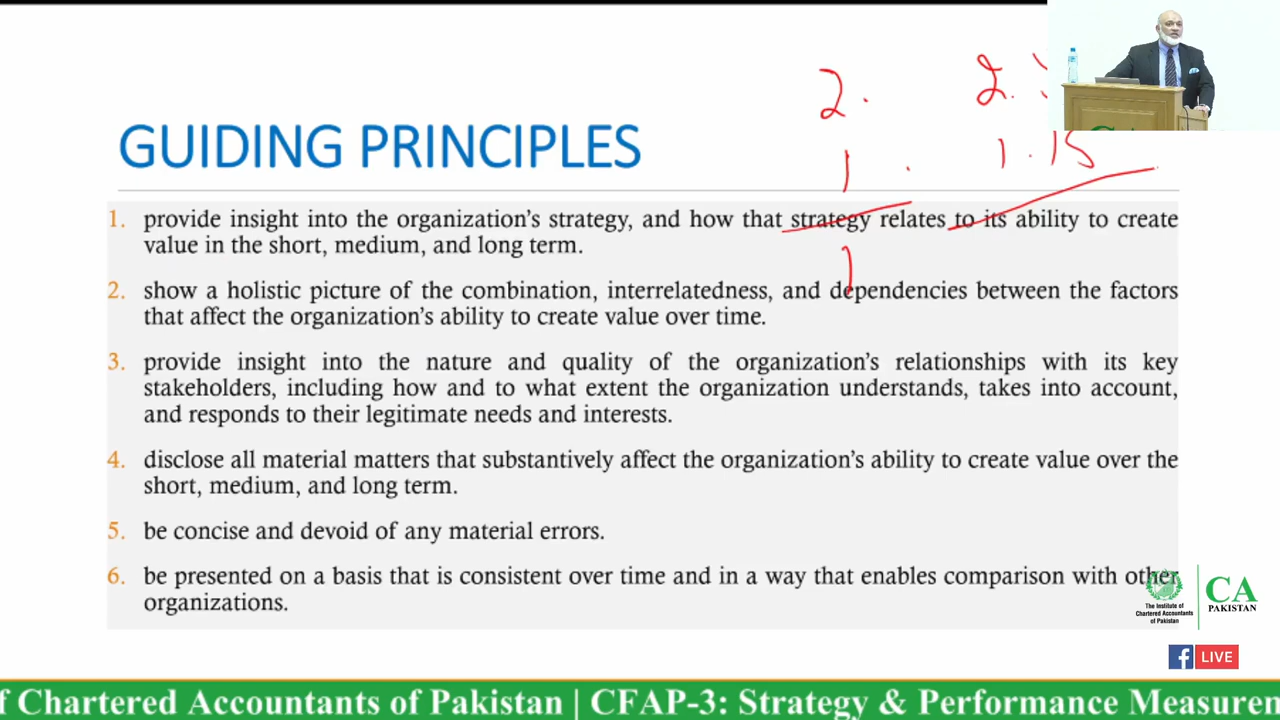 2.
2.
1
1.15
GUIDING PRINCIPLES
1. provide insight into the organization's strategy, and how that strategy relates to its ability to create
value in the short, medium, and long term.
1
2. show a holistic picture of the combination, interrelatedness, and dependencies between the factors
that affect the organization's ability to create value over time.
3. provide insight into the nature and quality of the organization's relationships with its key
stakeholders, including how and to what extent the organization understands, takes into account,
and responds to their legitimate needs and interests.
4. disclose all material matters that substantively affect the organization's ability to create value over the
short, medium, and long term.
5. be concise and devoid of any material errors.
6. be presented on a basis that is consistent over time and in a way that enables comparison with other
organizations.
The Institute of
Chartered Accountants
of Pakistan
CA
PAKISTAN
f LIVE
f Chartered Accountants of Pakistan | CFAP-3: Strategy & Performance Measurem